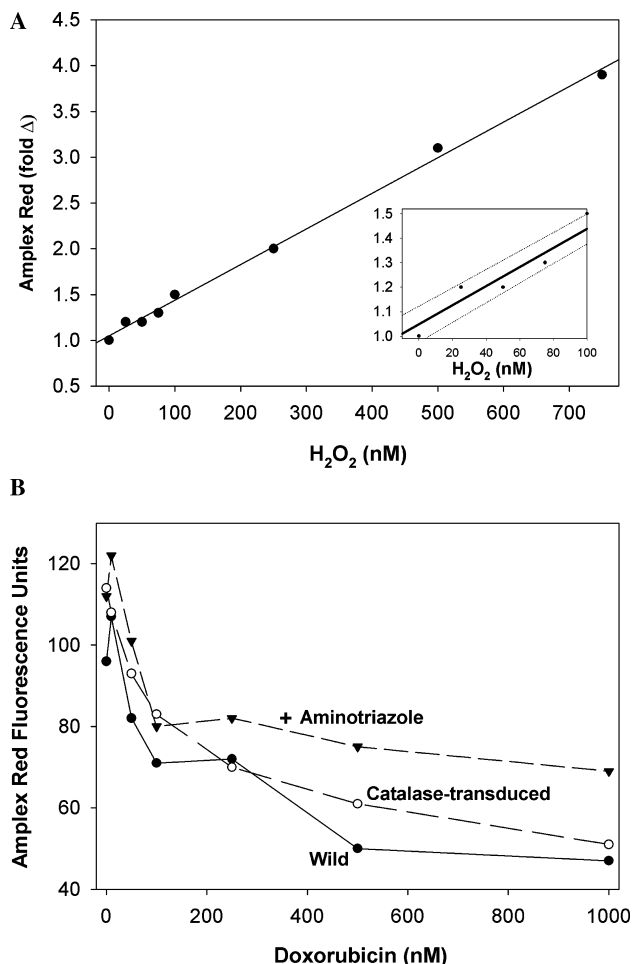 A
Amplex Red (fold Δ)
4.0
3.5
3.0
2.5
2.0
1.5
1.0
0.5
0 100 200 300 400 500 600 700
H₂O₂ (nM)
1.5
1.4
1.3
1.2
1.1
1.0
0 20 40 60 80 100
H₂O₂ (nM)
B
Amplex Red Fluorescence Units
120
100
80
60
40
+ Aminotriazole
Catalase-transduced
Wild
0 200 400 600 800 1000
Doxorubicin (nM)